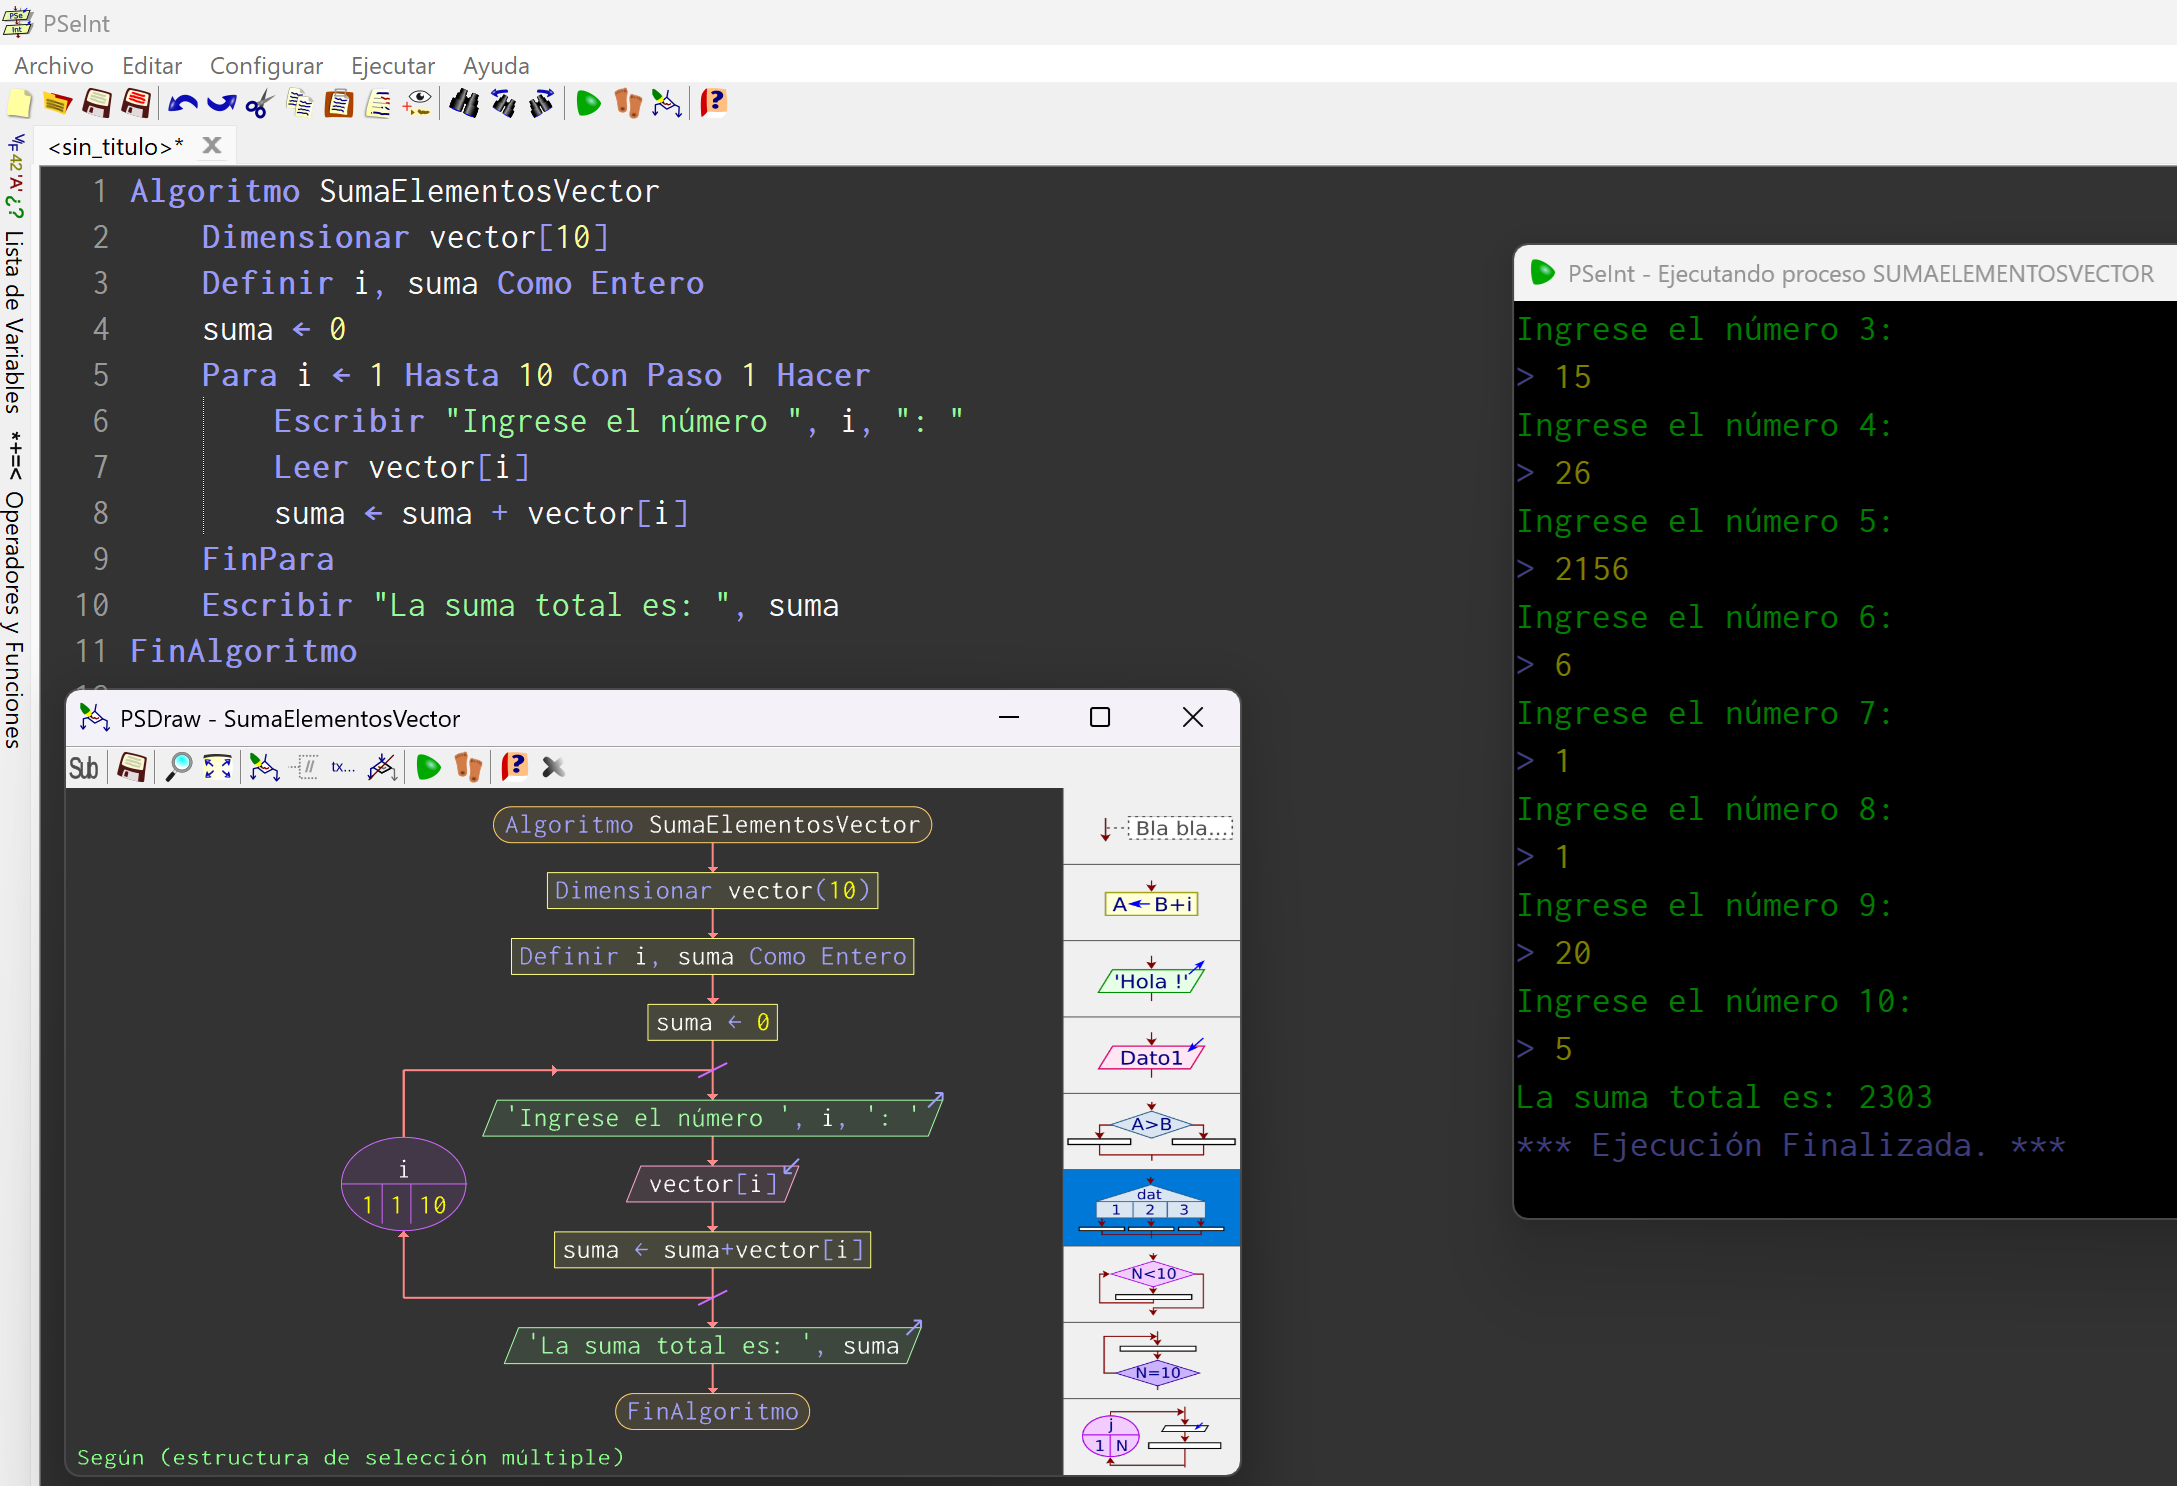 PSeInt
Archivo Editar Configurar Ejecutar Ayuda
<sin_titulo>*
V/F 42 'A' ¿? Lista de Variables
*+=< Operadores y Funciones
1 Algoritmo SumaElementosVector
2 Dimensionar vector[10]
3 Definir i, suma Como Entero
4 suma ← 0
5 Para i ← 1 Hasta 10 Con Paso 1 Hacer
6 Escribir "Ingrese el número ", i, ": "
7 Leer vector[i]
8 suma ← suma + vector[i]
9 FinPara
10 Escribir "La suma total es: ", suma
11 FinAlgoritmo
PSDraw - SumaElementosVector
Sub
tx...
Algoritmo SumaElementosVector
Dimensionar vector(10)
Definir i, suma Como Entero
suma ← 0
'Ingrese el número ', i, ': '
i
1 1 10
vector[i]
suma ← suma+vector[i]
'La suma total es: ', suma
FinAlgoritmo
Según (estructura de selección múltiple)
Bla bla...
A←B+i
'Hola !'
Dato1
A>B
dat
1 2 3
N<10
N=10
j
1 N
PSeInt - Ejecutando proceso SUMAELEMENTOSVECTOR
Ingrese el número 3:
> 15
Ingrese el número 4:
> 26
Ingrese el número 5:
> 2156
Ingrese el número 6:
> 6
Ingrese el número 7:
> 1
Ingrese el número 8:
> 1
Ingrese el número 9:
> 20
Ingrese el número 10:
> 5
La suma total es: 2303
*** Ejecución Finalizada. ***